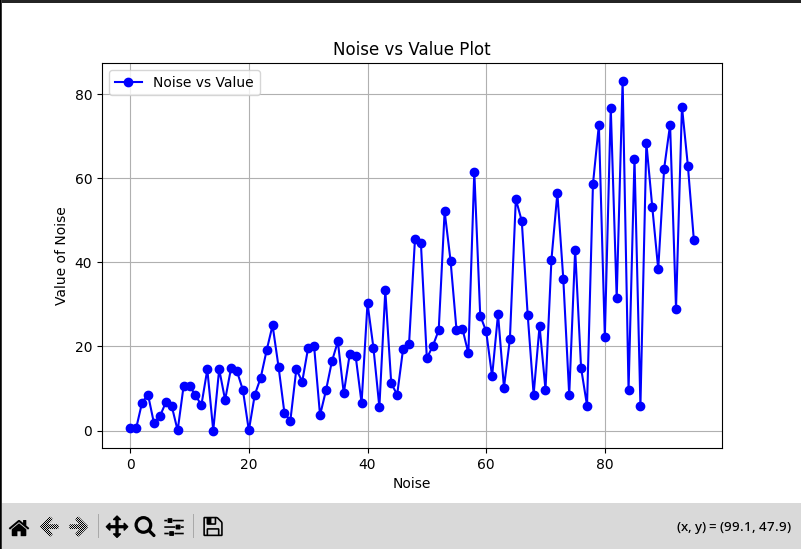 Noise vs Value Plot
Noise vs Value
80
60
40
20
0
Value of Noise
0 20 40 60 80
Noise
(x, y) = (99.1, 47.9)